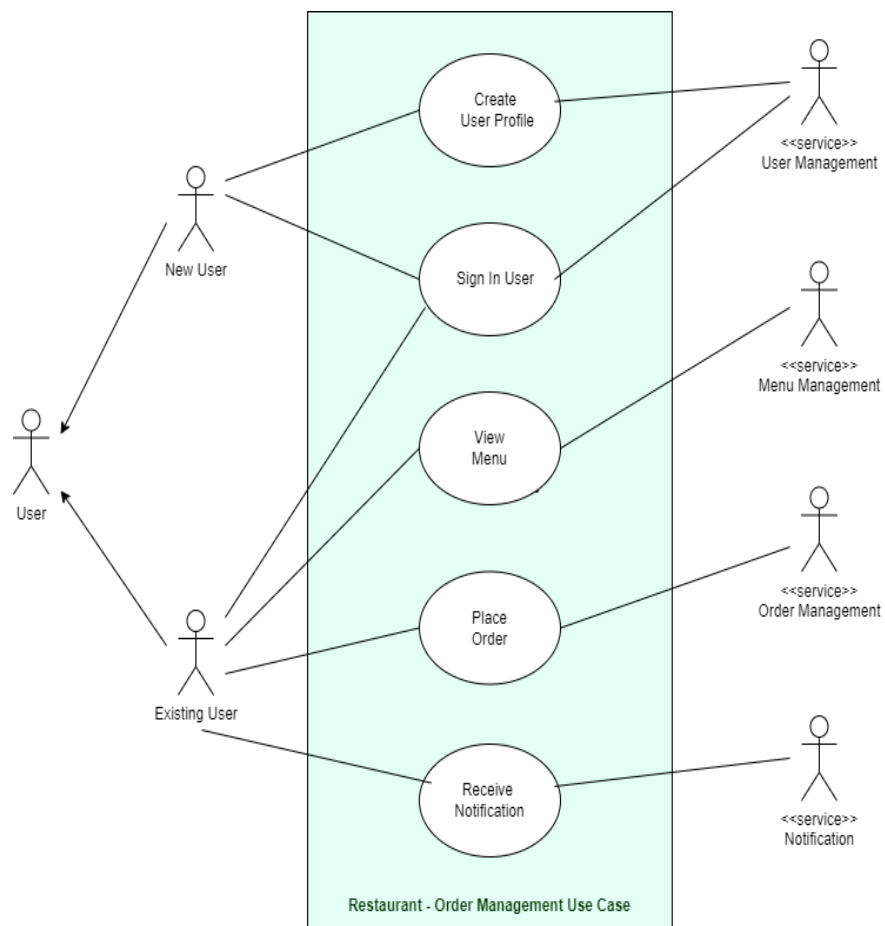 Create
User Profile
<<service>>
User Management
New User
Sign In User
<<service>>
Menu Management
View
Menu
User
Place
Order
<<service>>
Order Management
Existing User
Receive
Notification
<<service>>
Notification
Restaurant - Order Management Use Case